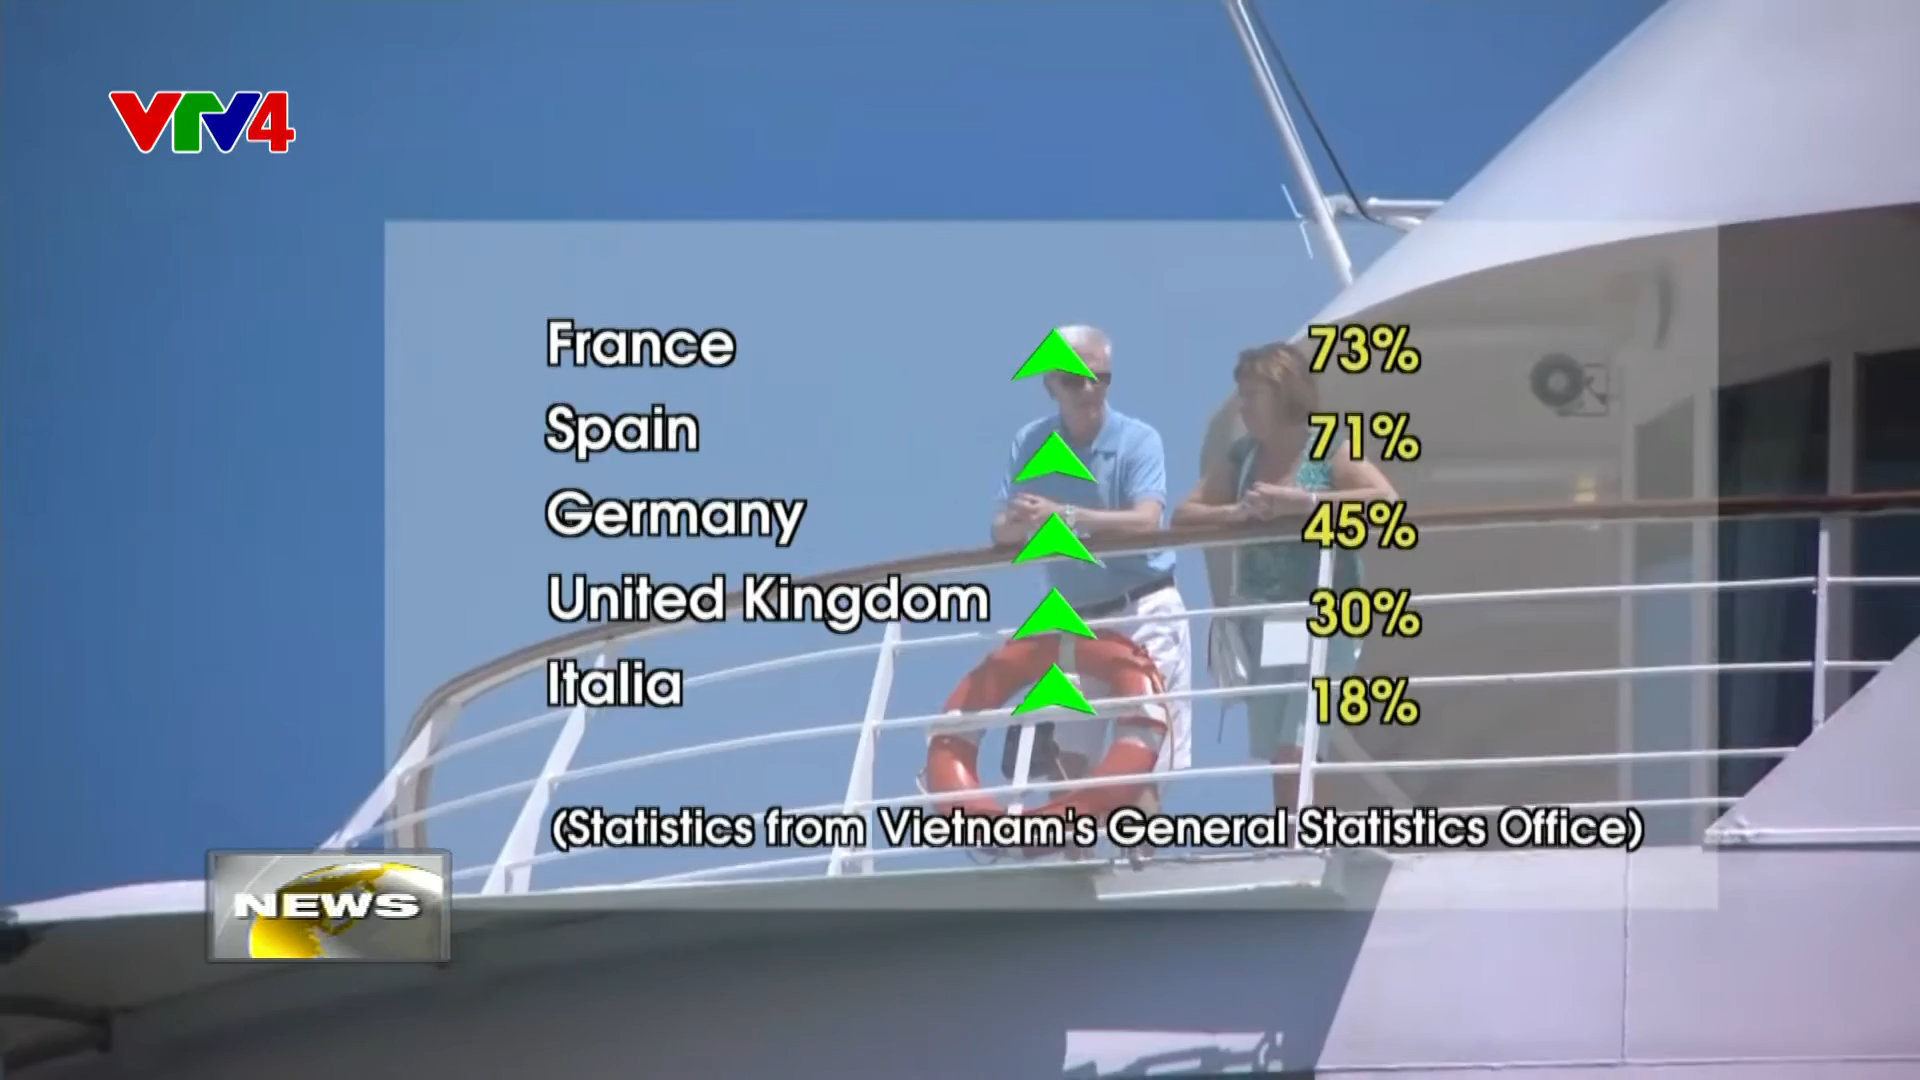 VTV4
France 73%
Spain 71%
Germany 45%
United Kingdom 30%
Italia 18%
(Statistics from Vietnam's General Statistics Office)
NEWS